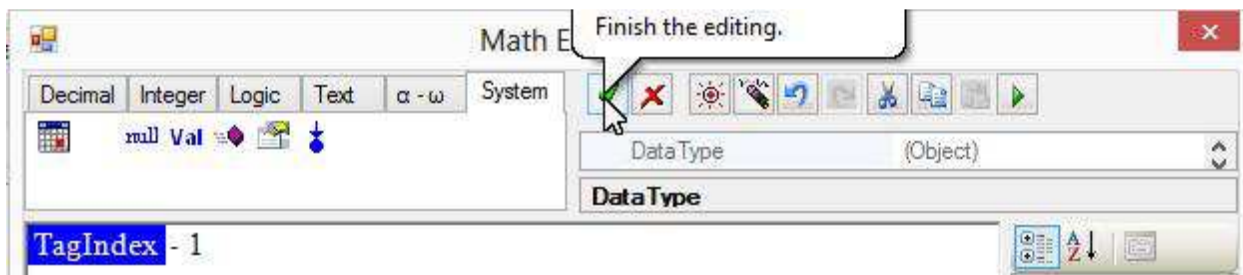 Finish the editing.
Math E
Decimal Integer Logic Text α - ω System
null Val
DataType (Object)
DataType
TagIndex - 1
A
Z